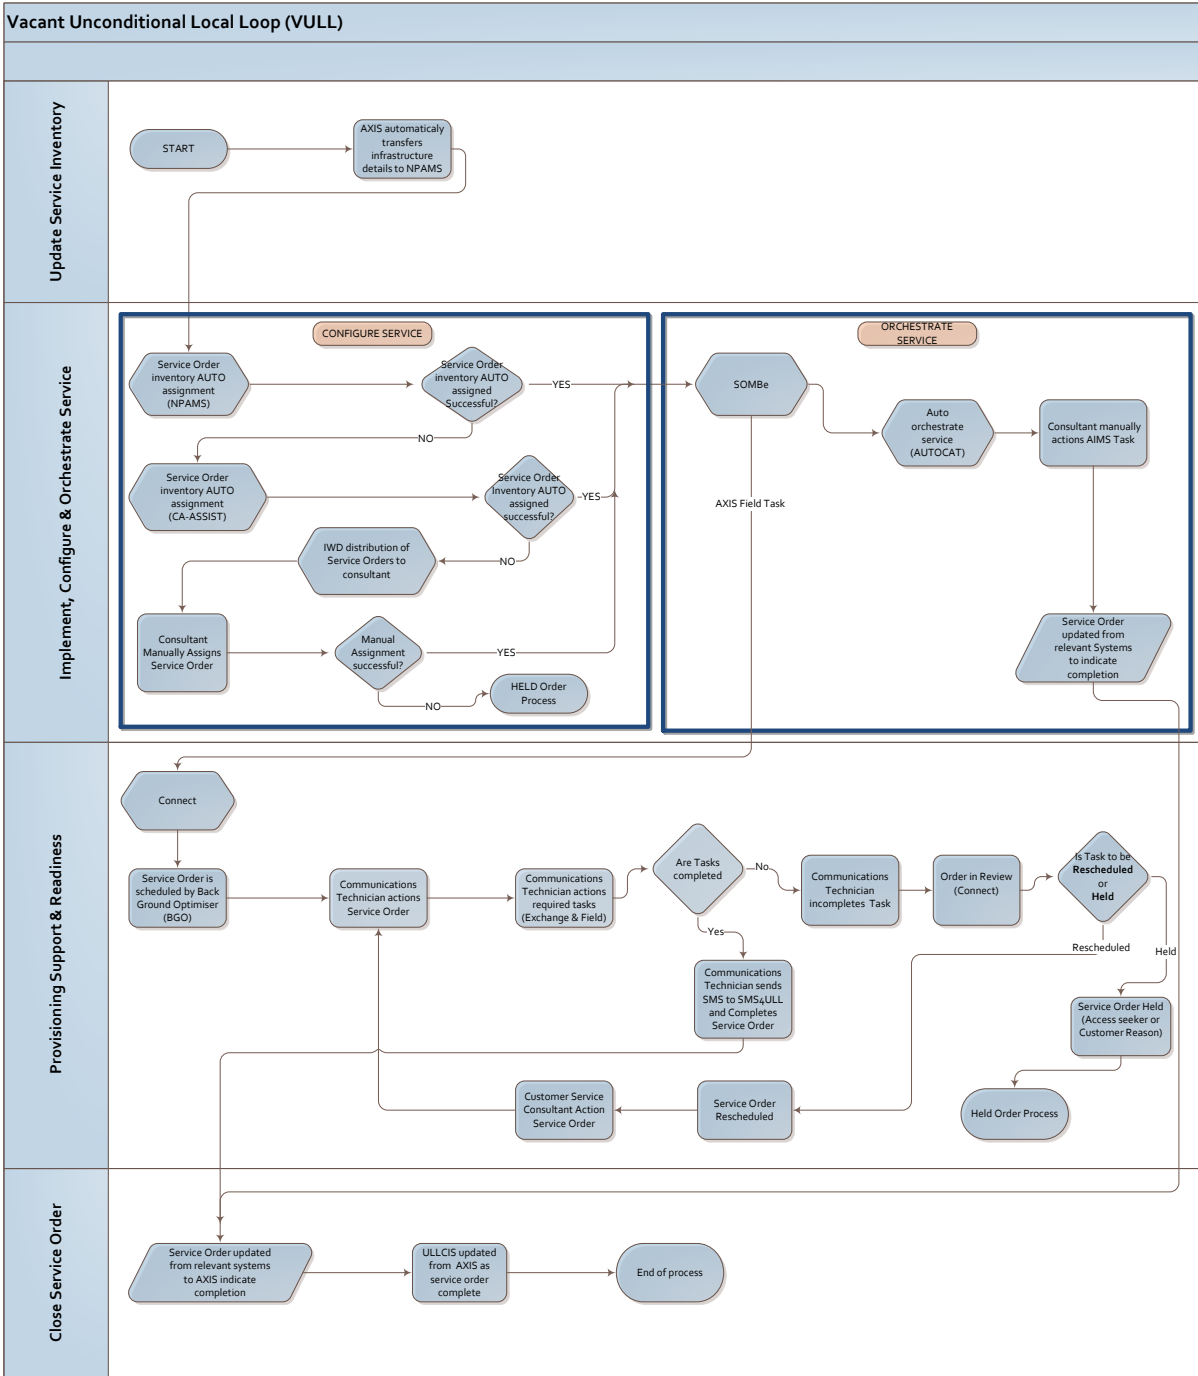 Vacant Unconditional Local Loop (VULL)
Update Service Inventory
START
AXIS automaticaly
transfers
infrastructure
details to NPAMS
Implement, Configure & Orchestrate Service
CONFIGURE SERVICE
Service Order
inventory AUTO
assignment
(NPAMS)
Service Order
inventory AUTO
assigned
Successful?
YES
NO
Service Order
inventory AUTO
assignment
(CA-ASSIST)
Service Order
Inventory AUTO
assigned
successful?
YES
NO
IWD distribution of
Service Orders to
consultant
Consultant
Manually Assigns
Service Order
Manual
Assignment
successful?
YES
NO
HELD Order
Process
ORCHESTRATE
SERVICE
SOMBe
Auto
orchestrate
service
(AUTOCAT)
Consultant manually
actions AIMS Task
AXIS Field Task
Service Order
updated from
relevant Systems
to indicate
completion
Provisioning Support & Readiness
Connect
Service Order is
scheduled by Back
Ground Optimiser
(BGO)
Communications
Technician actions
Service Order
Communications
Technician actions
required tasks
(Exchange & Field)
Are Tasks
completed
No
Yes
Communications
Technician
incompletes Task
Order in Review
(Connect)
Is Task to be
Rescheduled
or
Held
Rescheduled
Held
Communications
Technician sends
SMS to SMS4ULL
and Completes
Service Order
Service Order Held
(Access seeker or
Customer Reason)
Customer Service
Consultant Action
Service Order
Service Order
Rescheduled
Held Order Process
Close Service Order
Service Order updated
from relevant systems
to AXIS indicate
completion
ULLCIS updated
from AXIS as
service order
complete
End of process